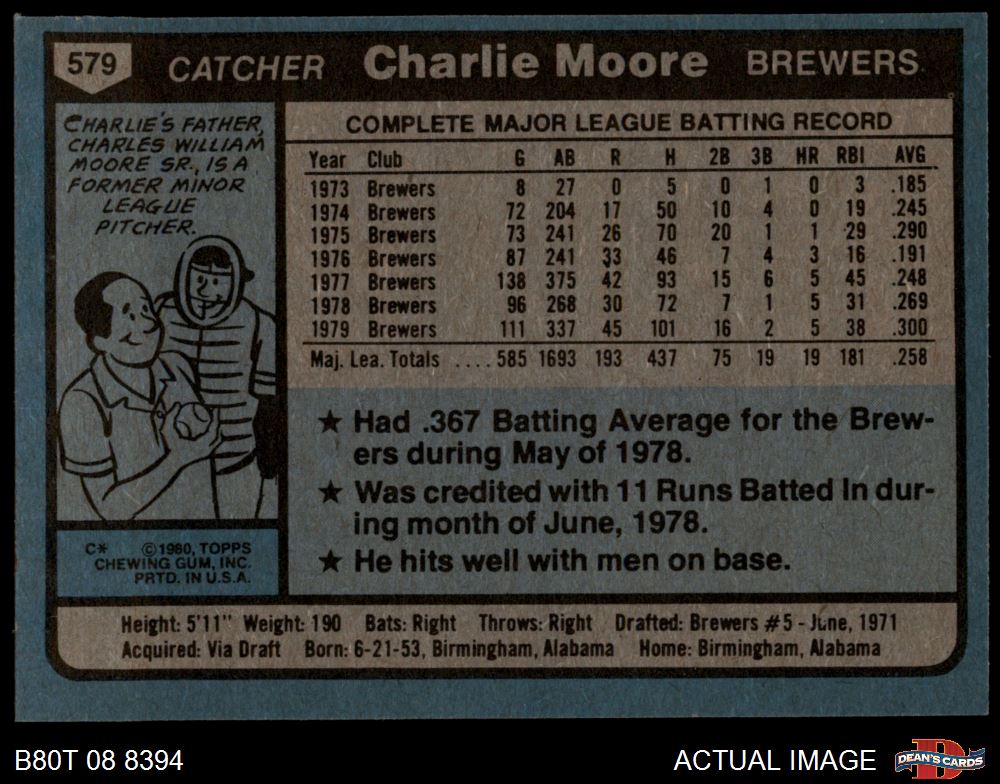 579 CATCHER Charlie Moore BREWERS
CHARLIE'S FATHER,
CHARLES WILLIAM
MOORE SR., IS A
FORMER MINOR
LEAGUE
PITCHER.
COMPLETE MAJOR LEAGUE BATTING RECORD
Year Club G AB R H 2B 3B HR RBI AVG
1973 Brewers 8 27 0 5 0 1 0 3 .185
1974 Brewers 72 204 17 50 10 4 0 19 .245
1975 Brewers 73 241 26 70 20 1 1 29 .290
1976 Brewers 87 241 33 46 7 4 3 16 .191
1977 Brewers 138 375 42 93 15 6 5 45 .248
1978 Brewers 96 268 30 72 7 1 5 31 .269
1979 Brewers 111 337 45 101 16 2 5 38 .300
Maj. Lea. Totals .... 585 1693 193 437 75 19 19 181 .258
★ Had .367 Batting Average for the Brew-
ers during May of 1978.
★ Was credited with 11 Runs Batted In dur-
ing month of June, 1978.
★ He hits well with men on base.
C* ©1980, TOPPS
CHEWING GUM, INC.
PRTD. IN U.S.A.
Height: 5'11" Weight: 190 Bats: Right Throws: Right Drafted: Brewers #5 - June, 1971
Acquired: Via Draft Born: 6-21-53, Birmingham, Alabama Home: Birmingham, Alabama
B80T 08 8394 ACTUAL IMAGE DEAN'S CARDS